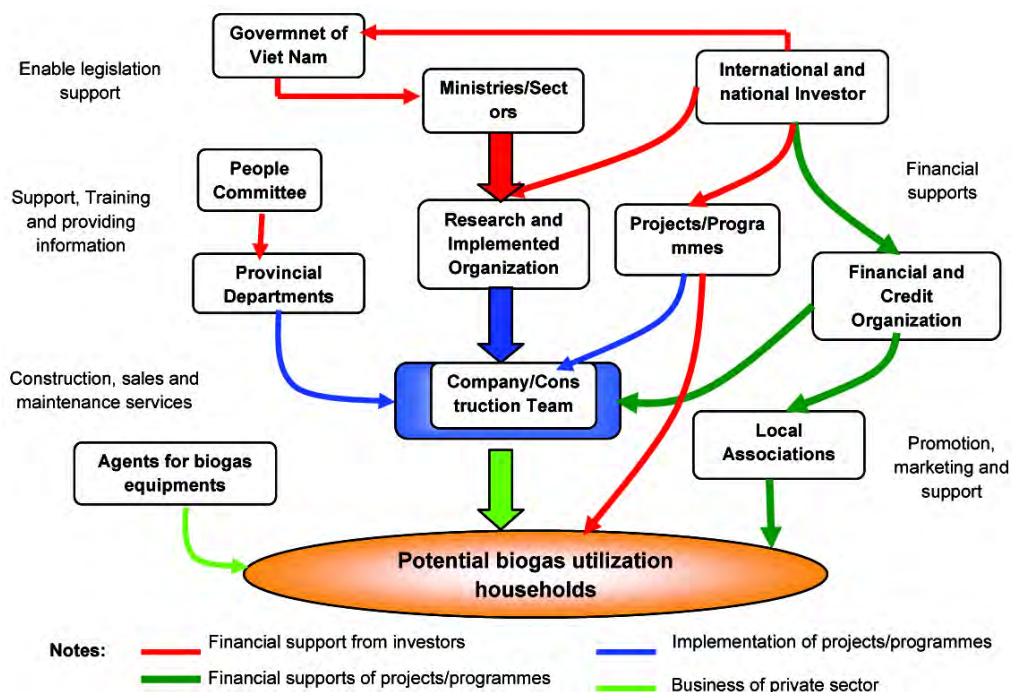 Govermnet of
Viet Nam
International and
national Investor
Enable legislation
support
Ministries/Sect
ors
People
Committee
Financial
supports
Support, Training
and providing
information
Research and
Implemented
Organization
Projects/Progra
mmes
Provincial
Departments
Financial and
Credit
Organization
Construction, sales and
maintenance services
Company/Cons
truction Team
Local
Associations
Promotion,
marketing and
support
Agents for biogas
equipments
Potential biogas utilization
households
Notes:
Financial support from investors
Implementation of projects/programmes
Financial supports of projects/programmes
Business of private sector